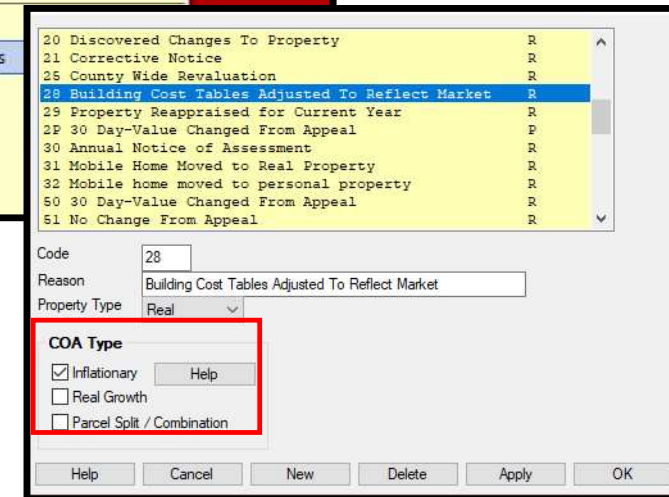 s
20 Discovered Changes To Property R
21 Corrective Notice R
25 County Wide Revaluation R
28 Building Cost Tables Adjusted To Reflect Market R
29 Property Reappraised for Current Year R
2P 30 Day-Value Changed From Appeal P
30 Annual Notice of Assessment R
31 Mobile Home Moved to Real Property R
32 Mobile home moved to personal property R
50 30 Day-Value Changed From Appeal R
51 No Change From Appeal R
Code 28
Reason Building Cost Tables Adjusted To Reflect Market
Property Type Real
COA Type
Inflationary Help
Real Growth
Parcel Split / Combination
Help Cancel New Delete Apply OK